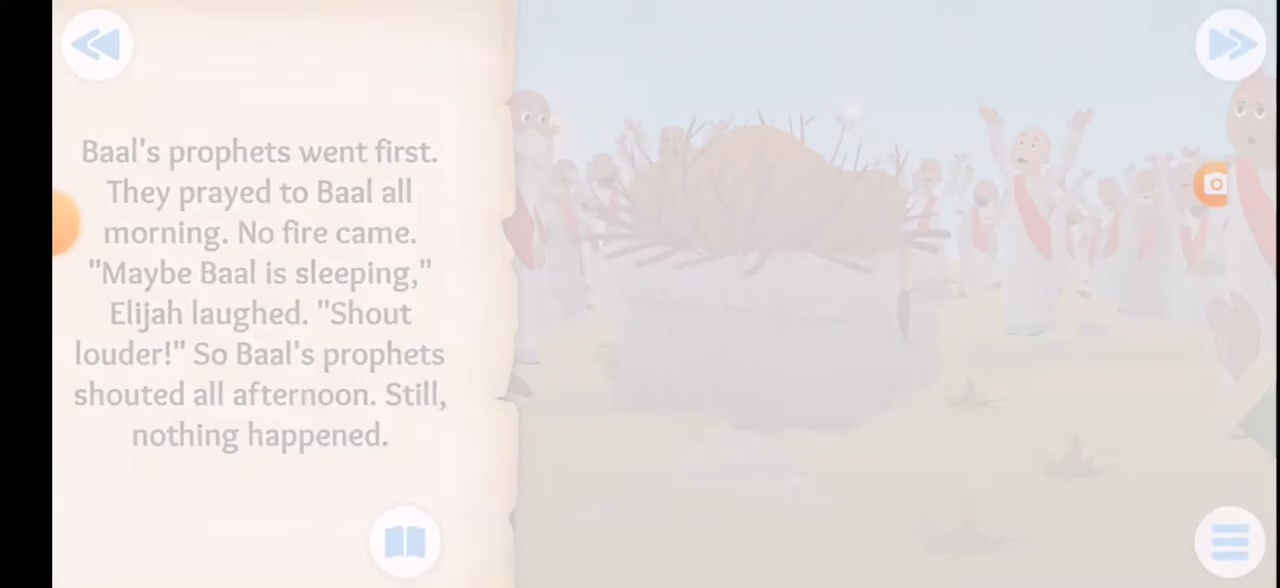 Baal's prophets went first.
They prayed to Baal all
morning. No fire came.
"Maybe Baal is sleeping,"
Elijah laughed. "Shout
louder!" So Baal's prophets
shouted all afternoon. Still,
nothing happened.